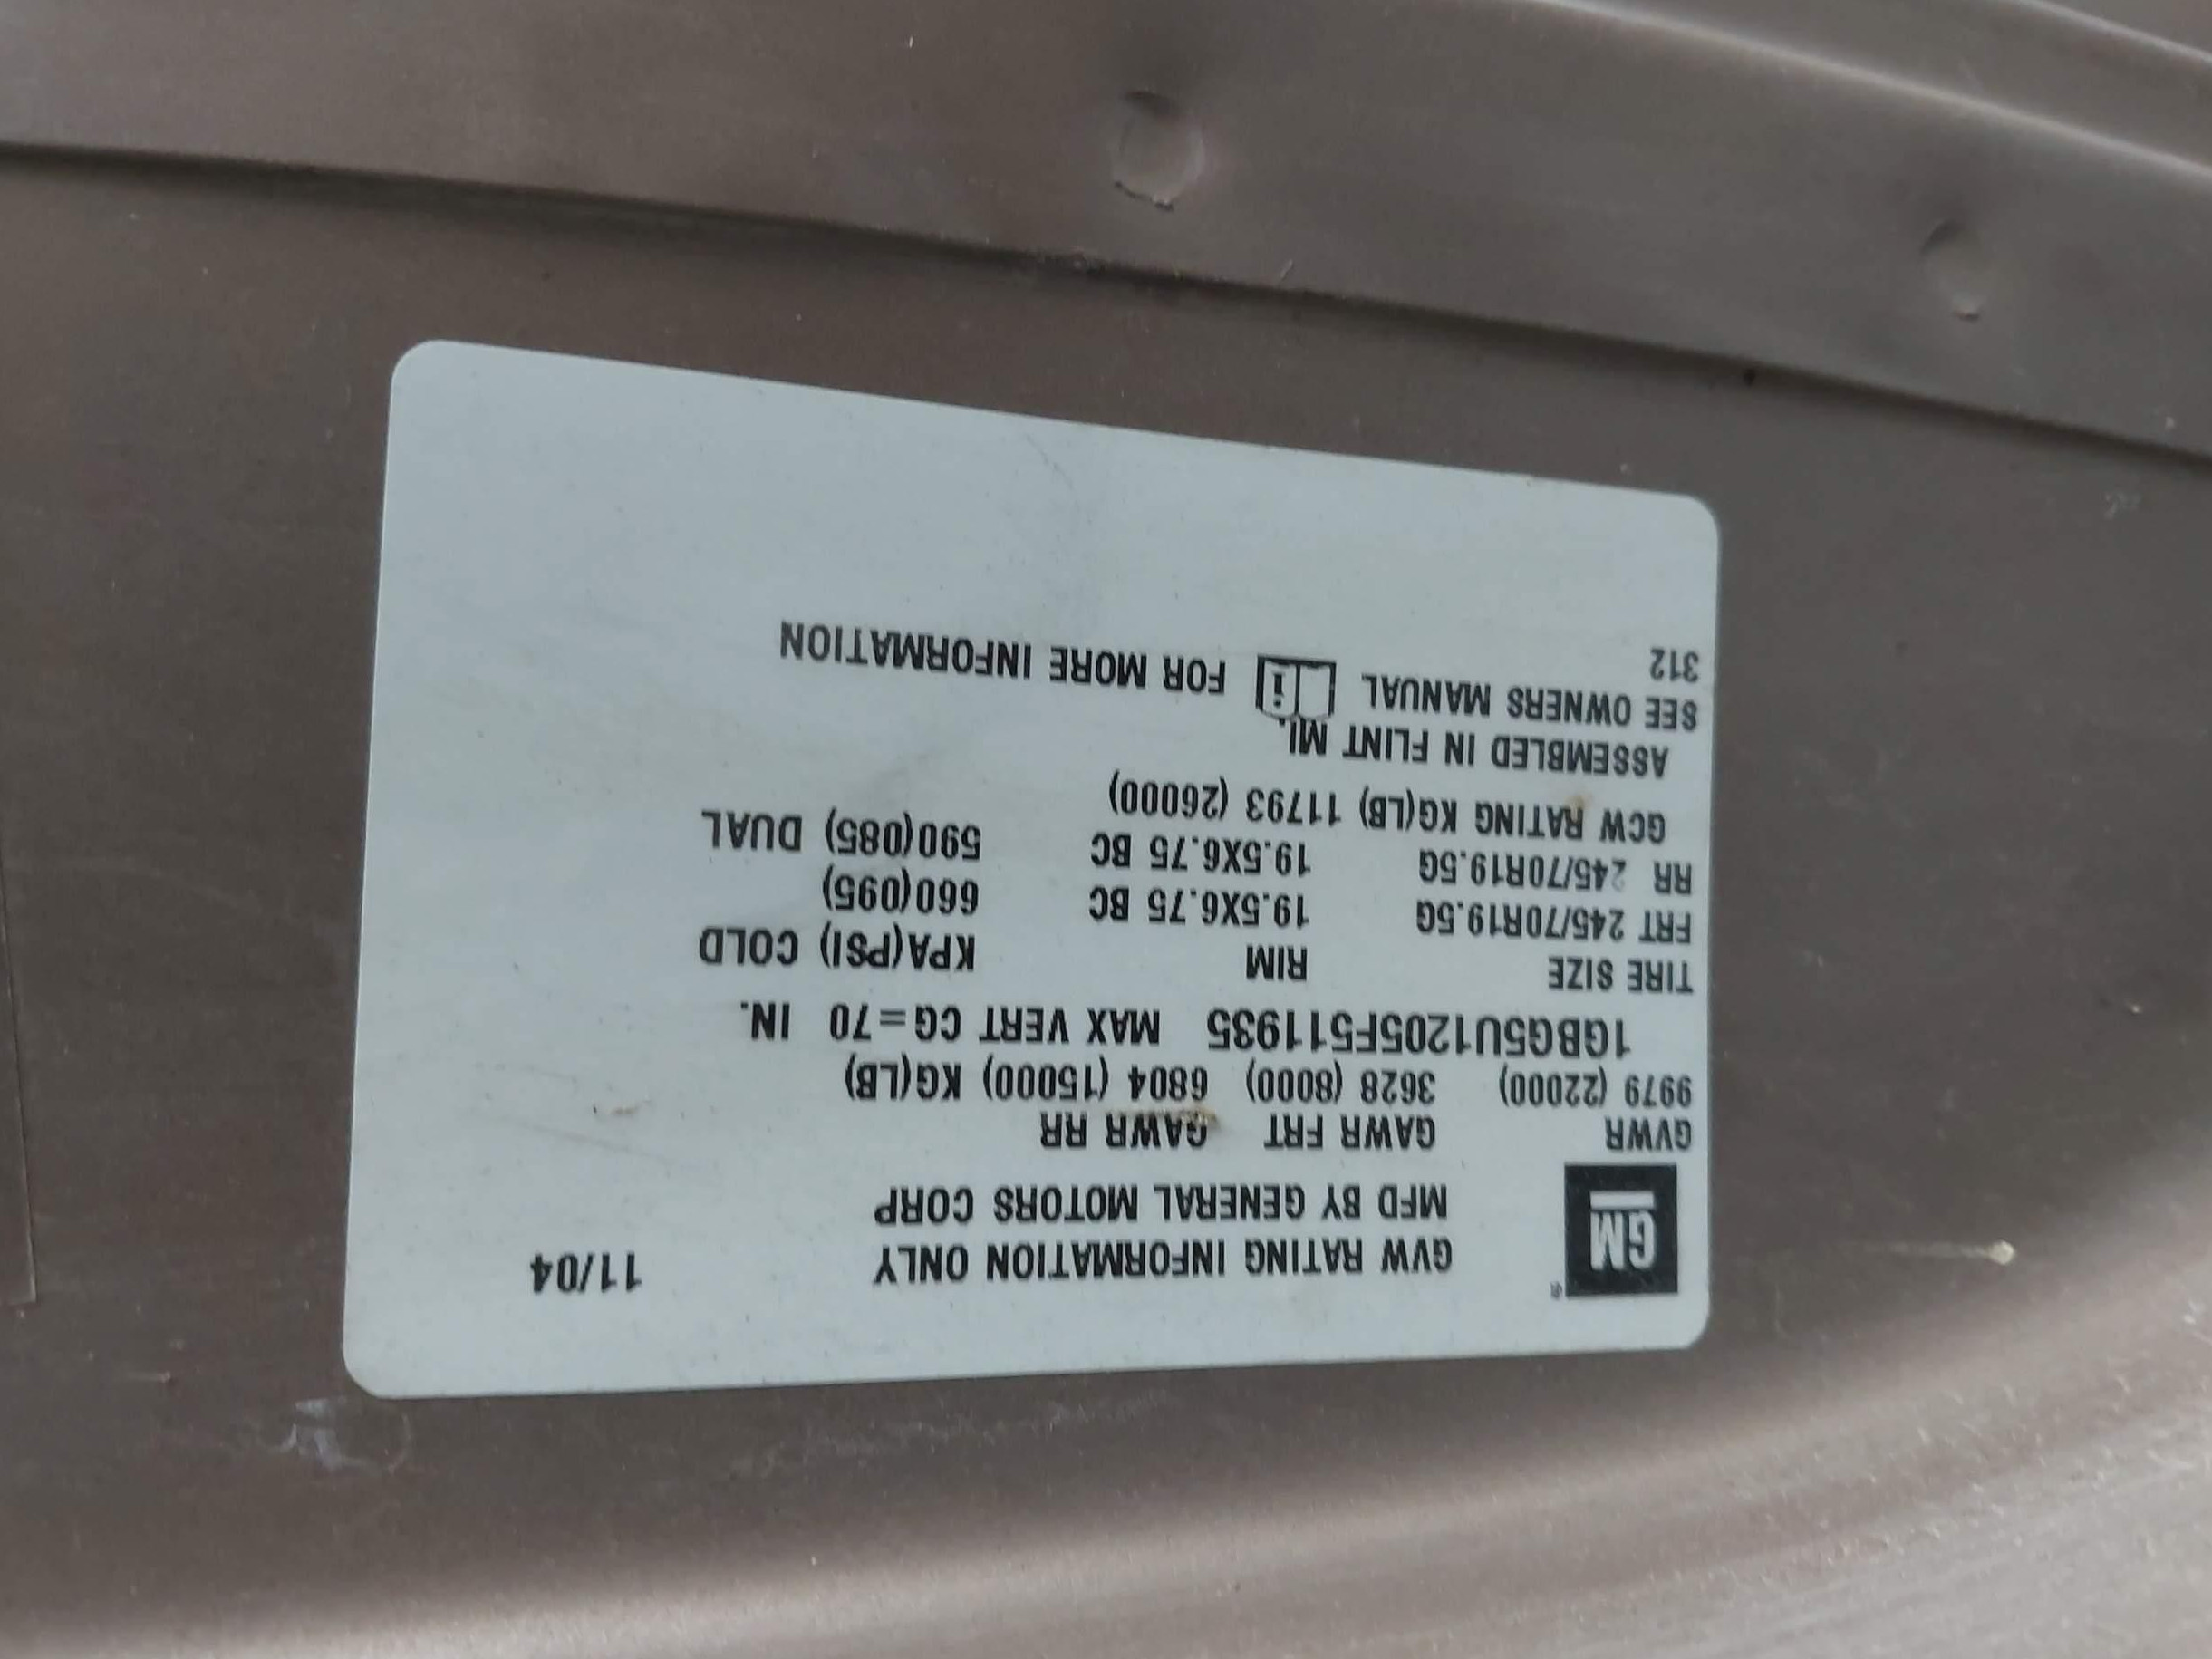 GM GVW RATING INFORMATION ONLY 11/04
MFD BY GENERAL MOTORS CORP
GVWR GAWR FRT GAWR RR
9979 (22000) 3628 (8000) 6804 (15000) KG(LB)
1GBG5U1205F511935 MAX VERT CG=70 IN.
TIRE SIZE RIM KPA(PSI) COLD
FRT 245/70R19.5G 19.5X6.75 BC 660(095)
RR 245/70R19.5G 19.5X6.75 BC 590(085) DUAL
GCW RATING KG(LB) 11793 (26000)
ASSEMBLED IN FLINT MI.
SEE OWNERS MANUAL i FOR MORE INFORMATION
312